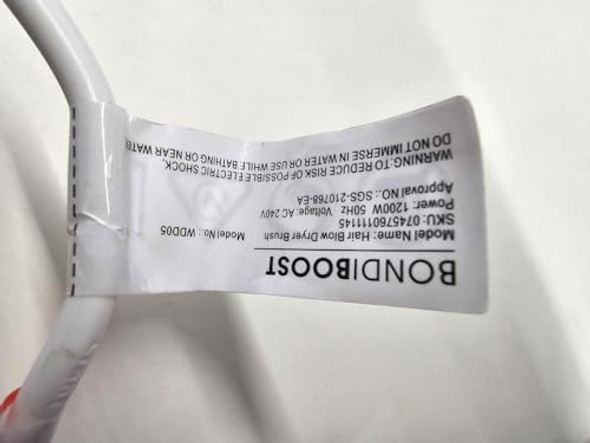 BONDIBOOST
Model Name: Hair Blow Dryer Brush
Model No.: WDD05
SKU: 074576011145
Power: 1200W 50Hz Voltage: AC 240V
Approval NO.: SGS-210768-EA
WARNING: TO REDUCE RISK OF POSSIBLE ELECTRIC SHOCK,
DO NOT IMMERSE IN WATER OR USE WHILE BATHING OR NEAR WATER